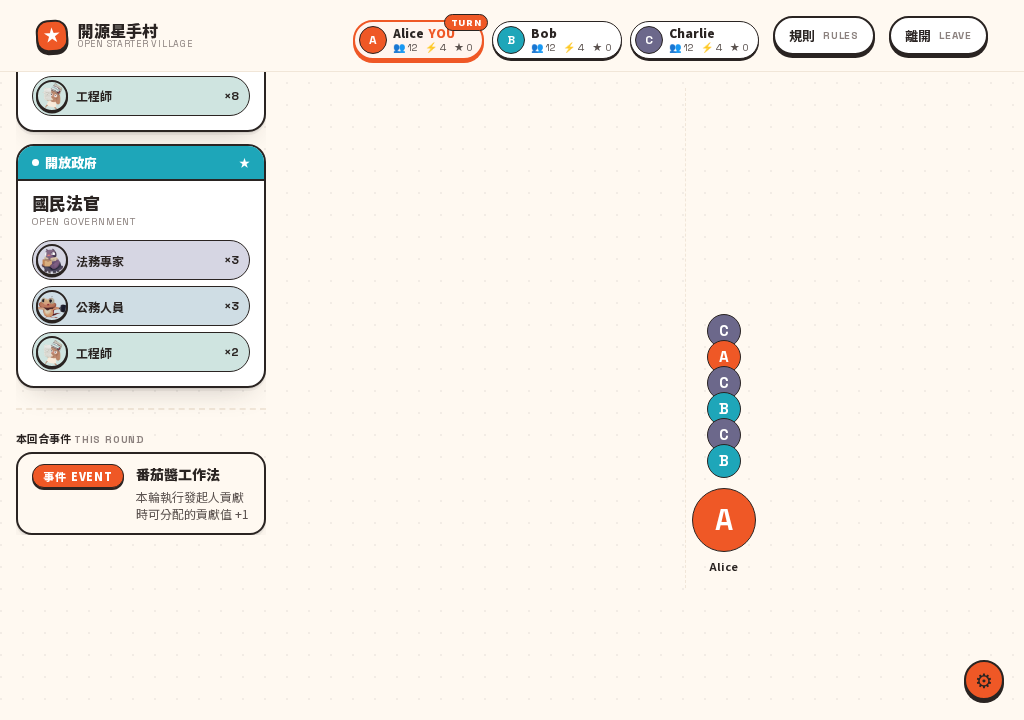 開源星手村
OPEN STARTER VILLAGE
A
Alice YOU
TURN
👥 12 ⚡ 4 ★ 0
B
Bob
👥 12 ⚡ 4 ★ 0
C
Charlie
👥 12 ⚡ 4 ★ 0
規則 RULES
離開 LEAVE
工程師 ×8
開放政府 ★
國民法官
OPEN GOVERNMENT
法務專家 ×3
公務人員 ×3
工程師 ×2
本回合事件 THIS ROUND
事件 EVENT
番茄醬工作法
本輪執行發起人貢獻
時可分配的貢獻值 +1
C
A
C
B
C
B
A
Alice